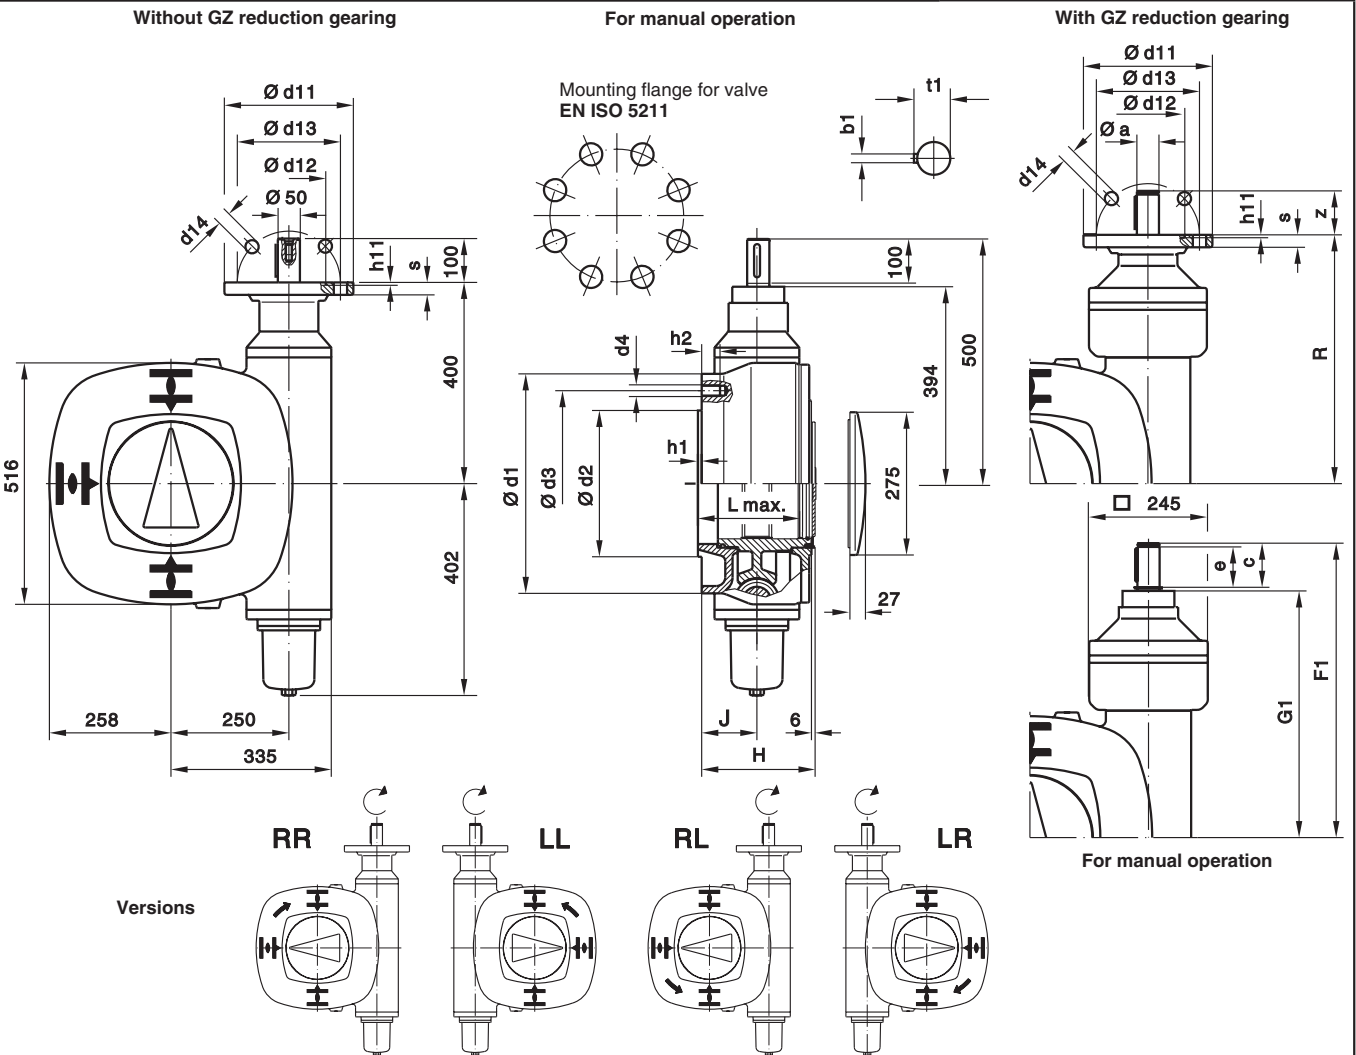 Without GZ reduction gearing
For manual operation
With GZ reduction gearing
Ø d11
Ø d13
Ø d12
Ø 50
d14
h11
s
100
400
402
516
258
250
335
Mounting flange for valve
EN ISO 5211
t1
b1
100
500
394
h2
d4
h1
Ø d1
Ø d3
Ø d2
L max.
275
27
J
6
H
Ø d11
Ø d13
Ø d12
Ø a
d14
h11
s
z
R
□ 245
e
c
G1
F1
For manual operation
Versions
RR
LL
RL
LR